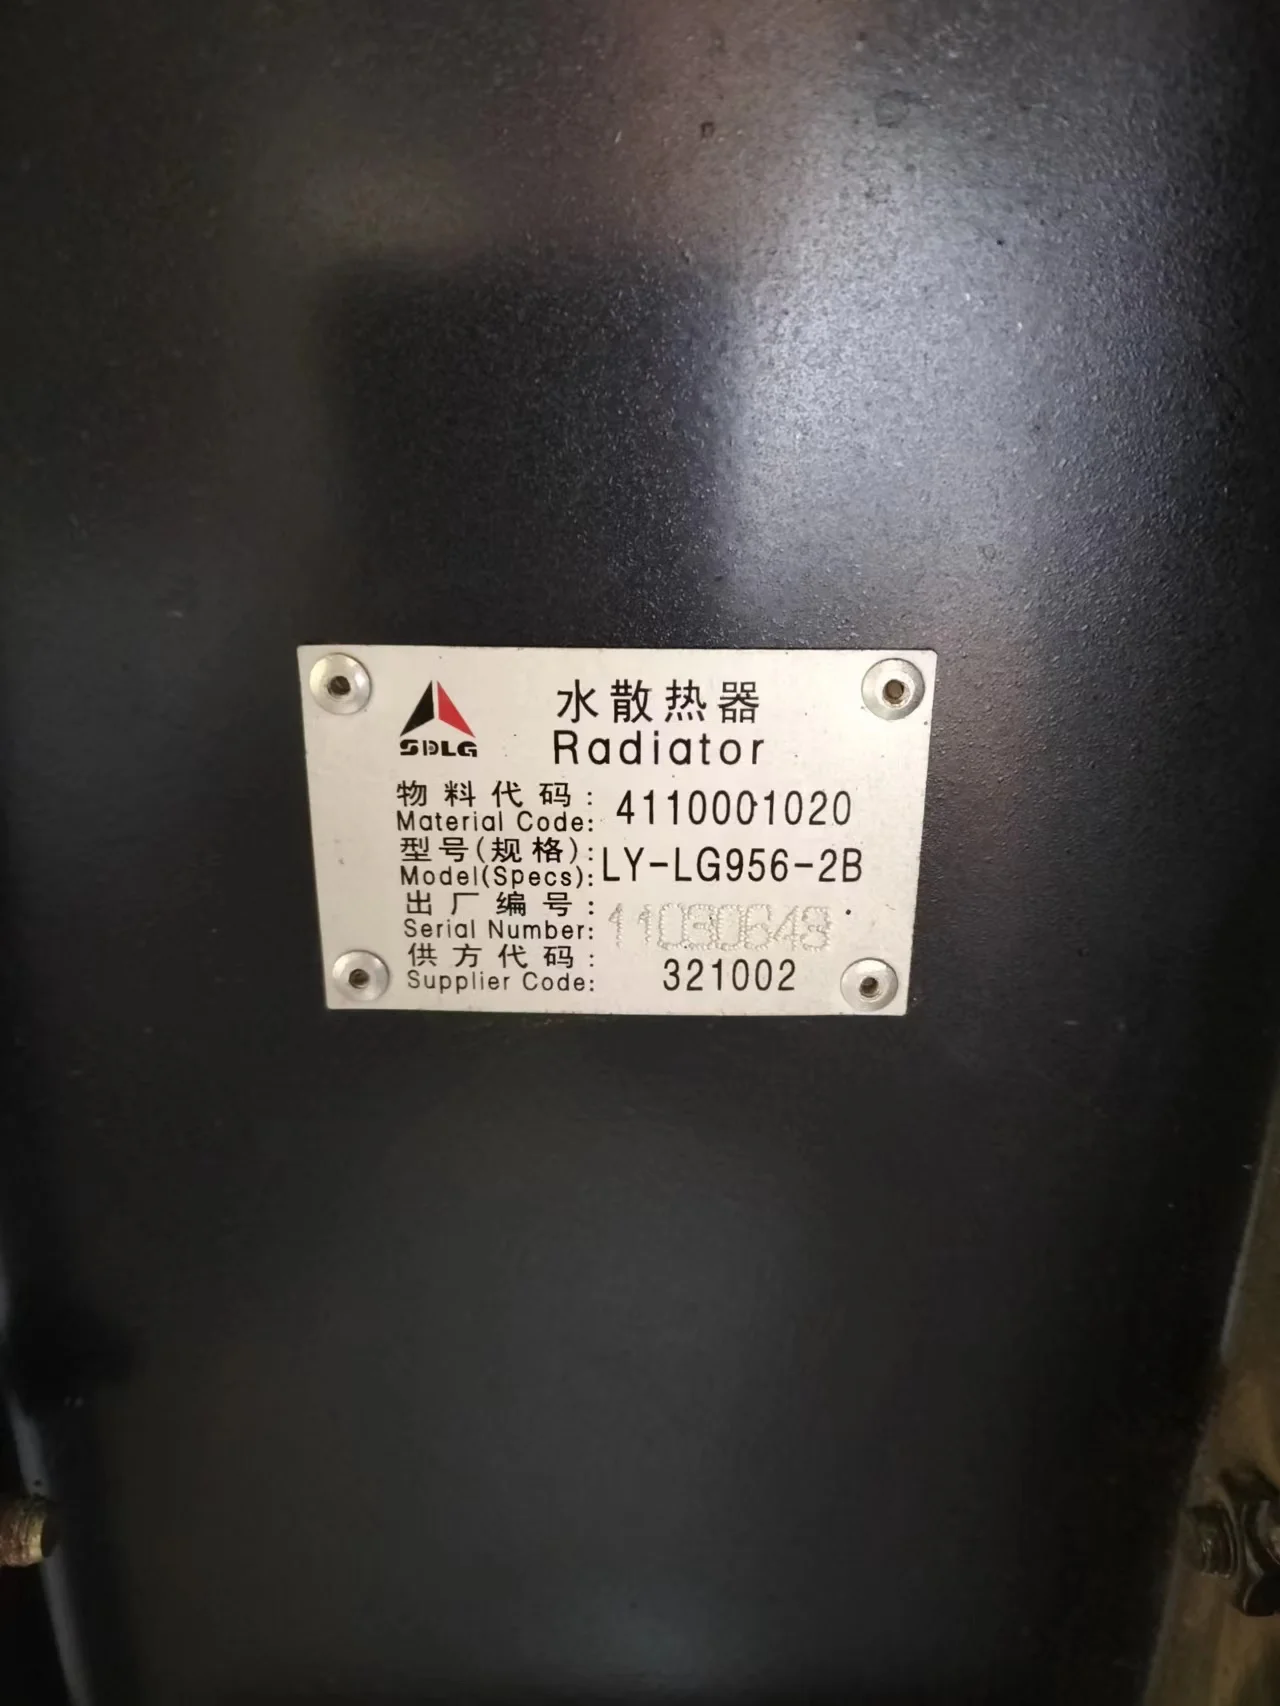 SDLG
水散热器
Radiator
物料代码: 4110001020
Material Code:
型号(规格): LY-LG956-2B
Model(Specs):
出厂编号:
Serial Number:
供方代码: 321002
Supplier Code: